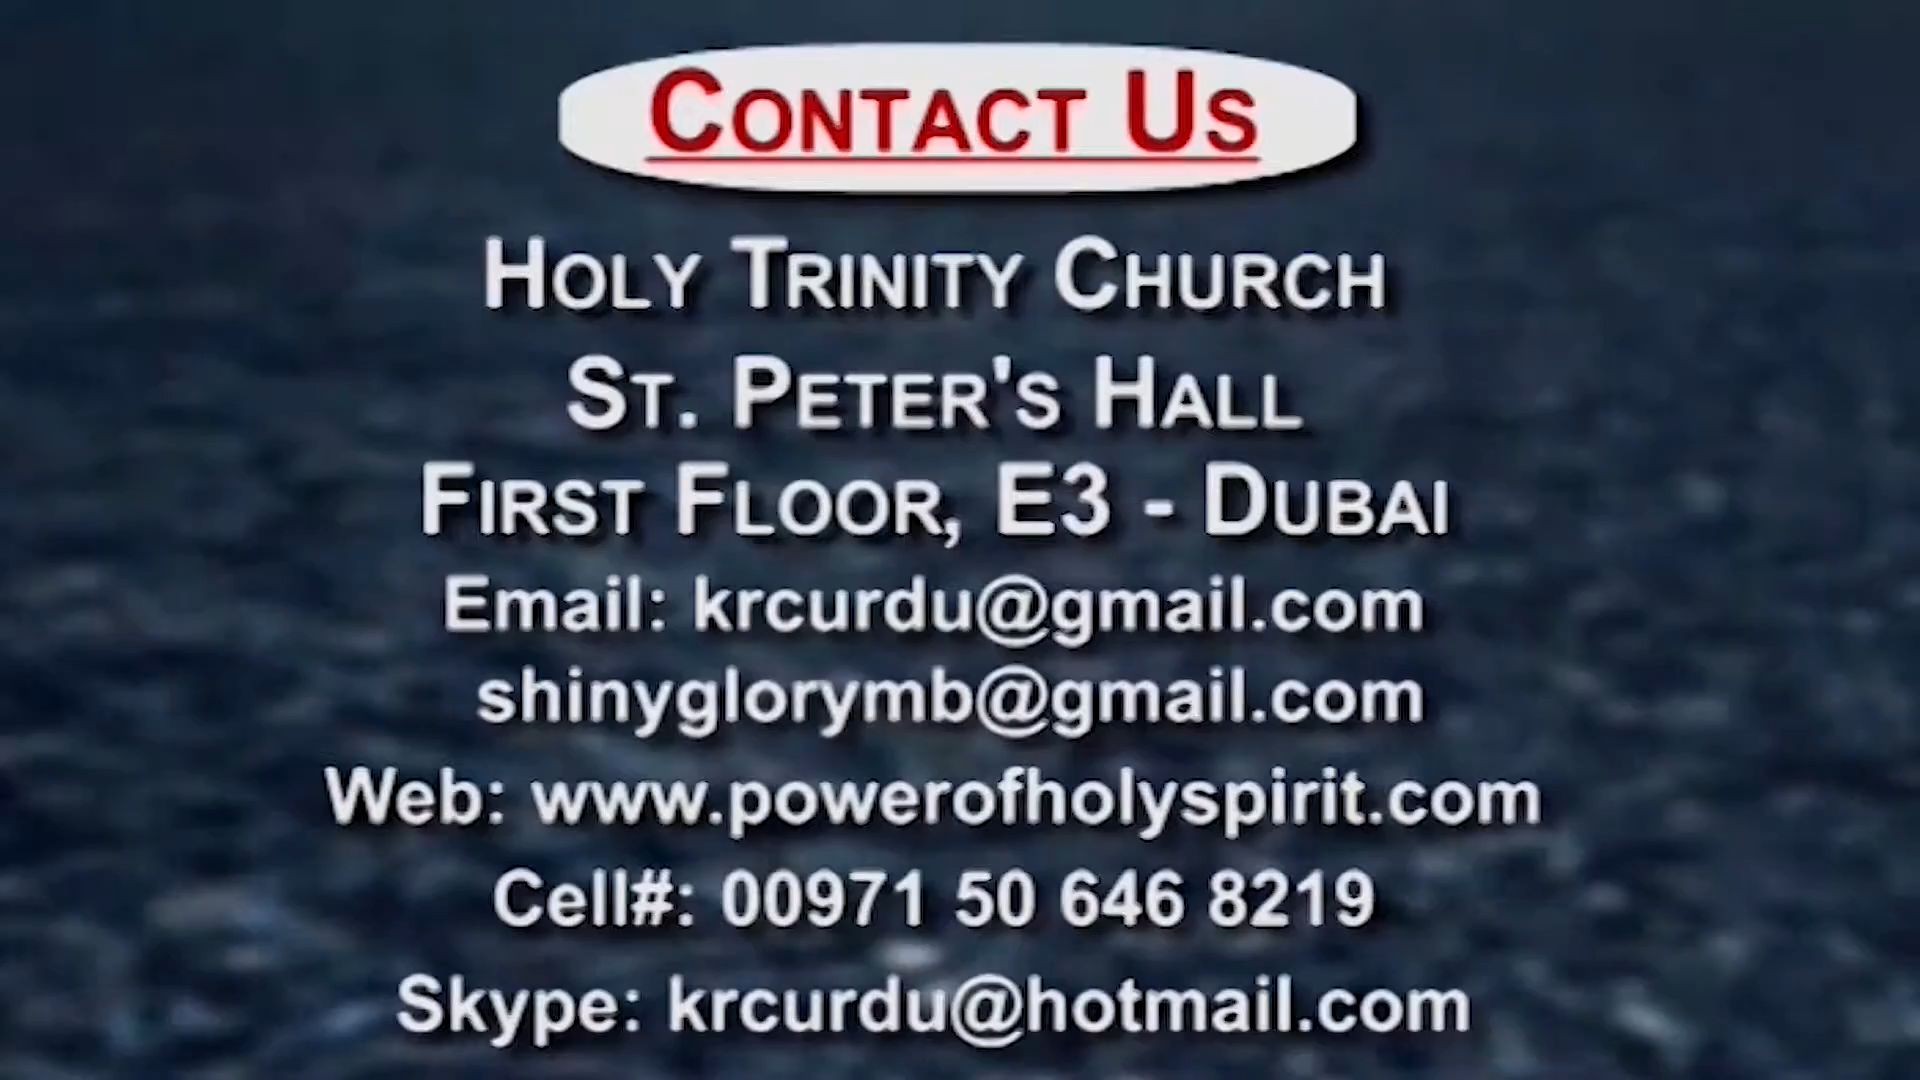 Contact Us
Holy Trinity Church
St. Peter's Hall
First Floor, E3 - Dubai
Email: krcurdu@gmail.com
shinyglorymb@gmail.com
Web: www.powerofholyspirit.com
Cell#: 00971 50 646 8219
Skype: krcurdu@hotmail.com